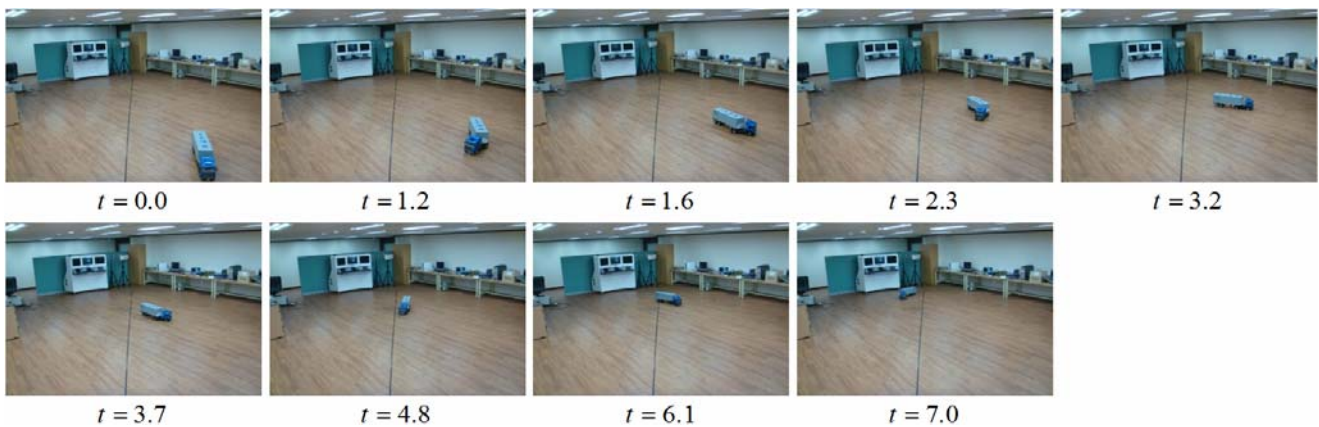 t = 0.0
t = 1.2
t = 1.6
t = 2.3
t = 3.2
t = 3.7
t = 4.8
t = 6.1
t = 7.0